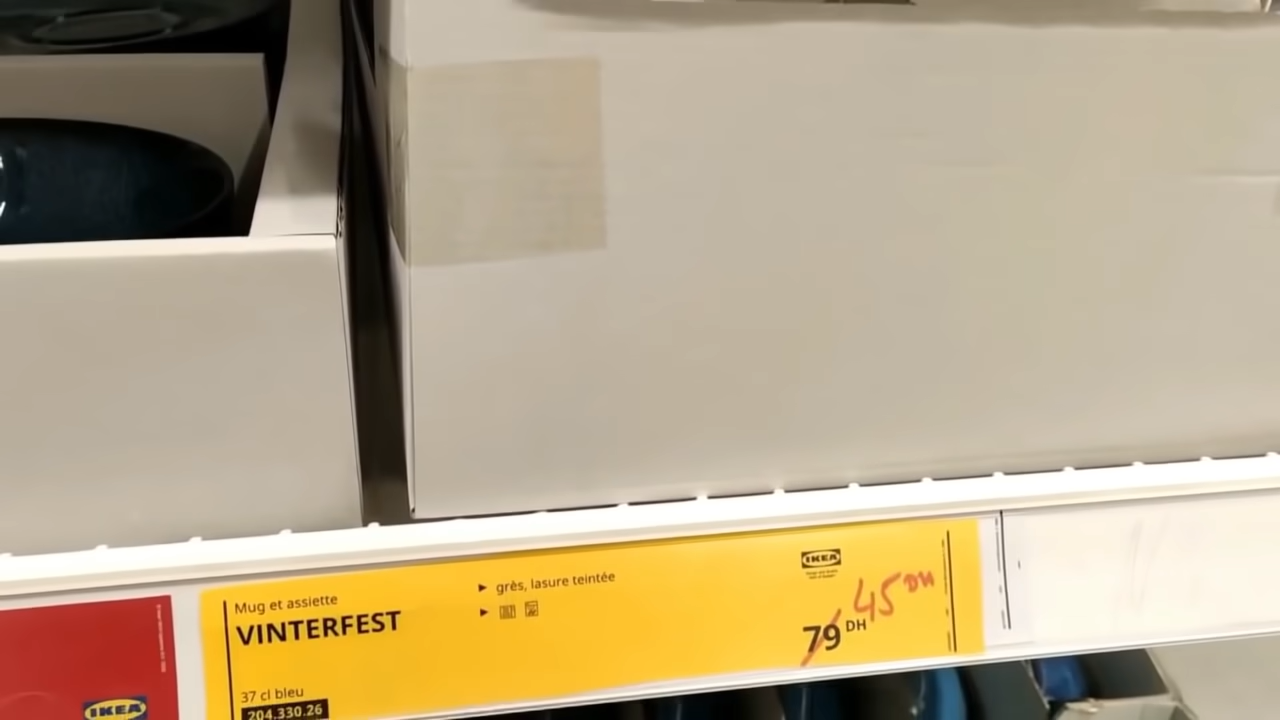 Mug et assiette
VINTERFEST
37 cl bleu
204.330.26
► grès, lasure teintée
►
IKEA
45 DH
79 DH
IKEA